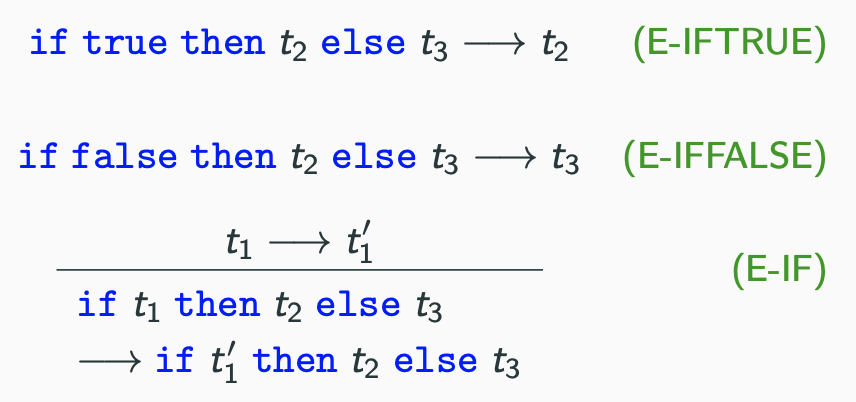 if true then t₂ else t₃ ⟶ t₂ (E-IFTRUE)
if false then t₂ else t₃ ⟶ t₃ (E-IFFALSE)
t₁ ⟶ t₁′
(E-IF)
if t₁ then t₂ else t₃
⟶ if t₁′ then t₂ else t₃